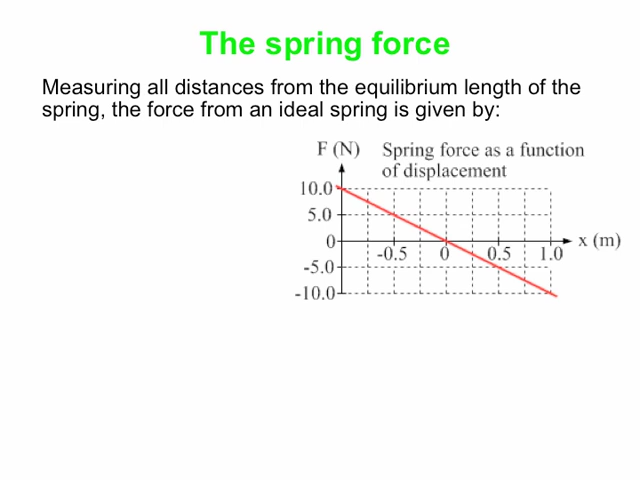 The spring force
Measuring all distances from the equilibrium length of the
spring, the force from an ideal spring is given by:
F (N)
Spring force as a function
of displacement
10.0
5.0
0
-5.0
-10.0
-0.5
0
0.5
1.0
x (m)